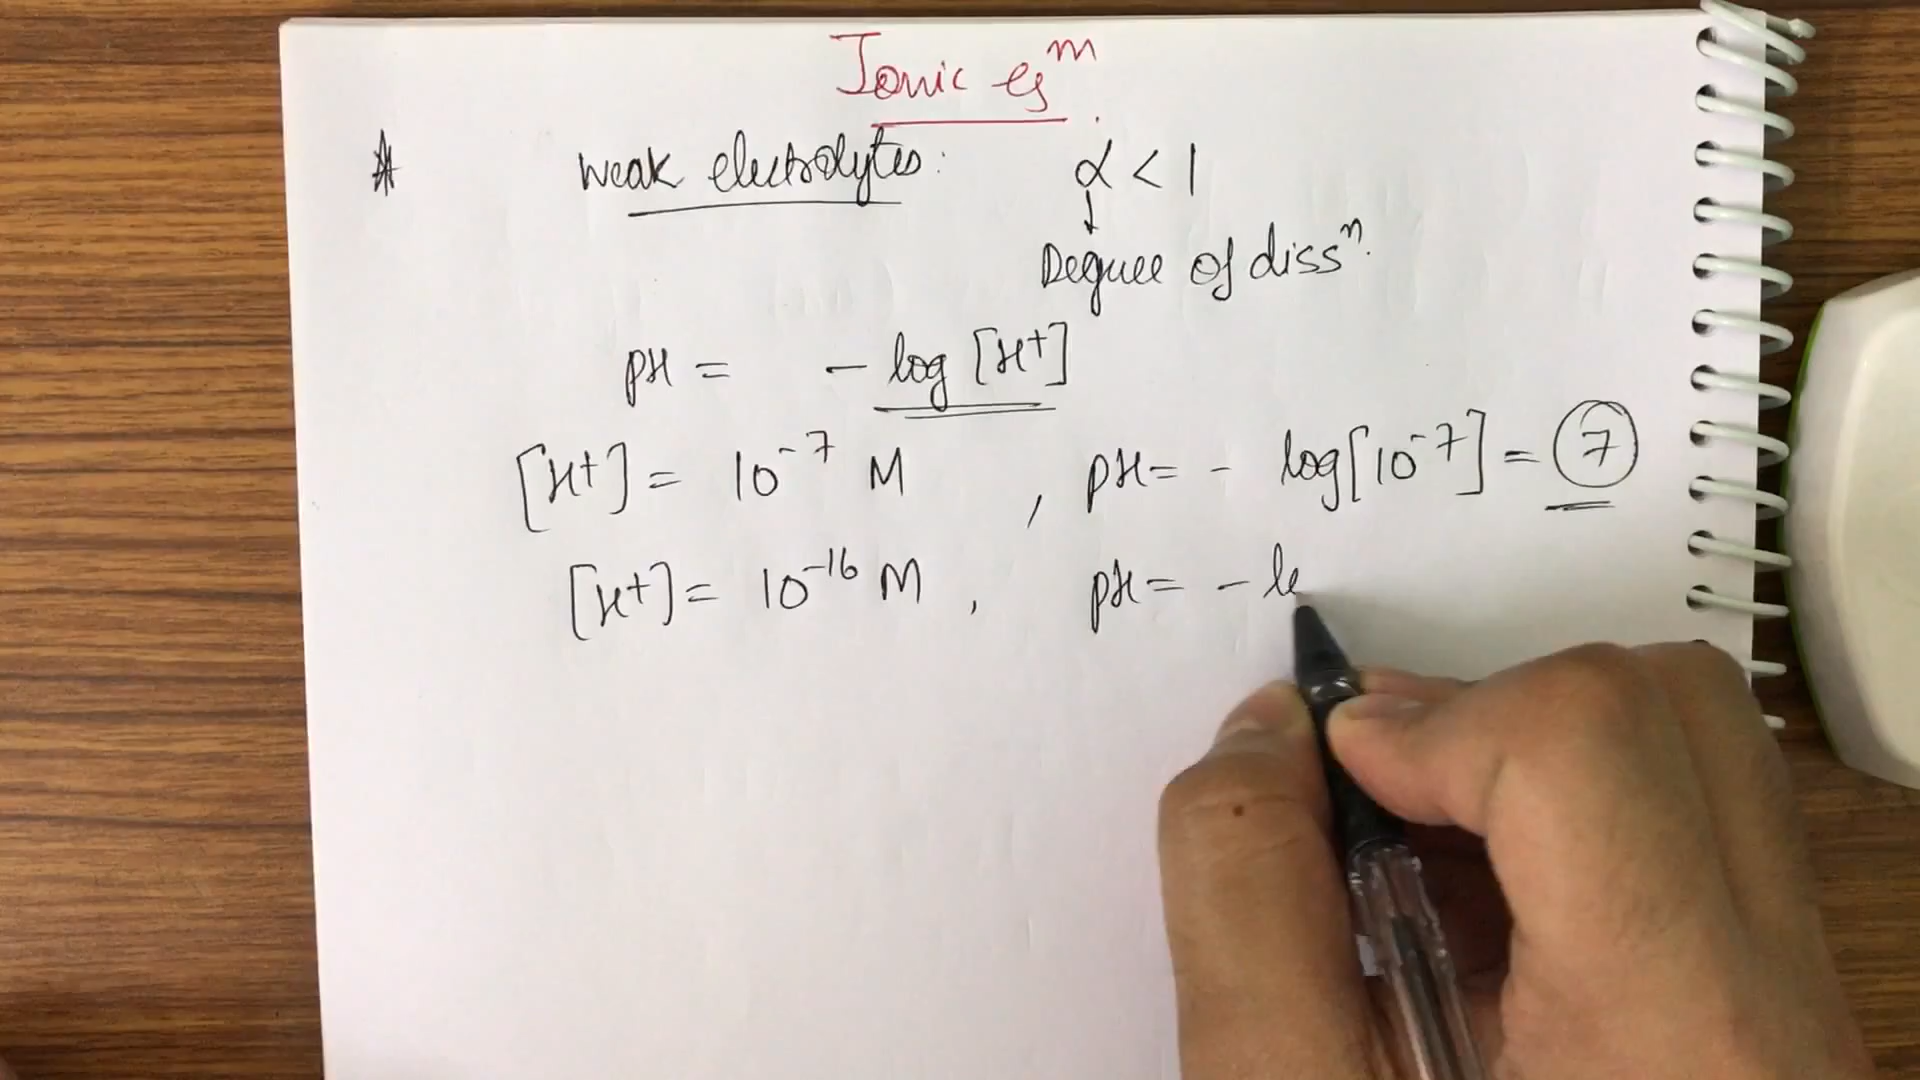 Ionic eqᵐ.
* Weak electrolytes: α < 1
↓
Degree of dissⁿ.
pH = - log [H+]
[H+] = 10⁻⁷ M , pH = - log[10⁻⁷] = 7
[H+] = 10⁻¹⁶ M , pH = - lo